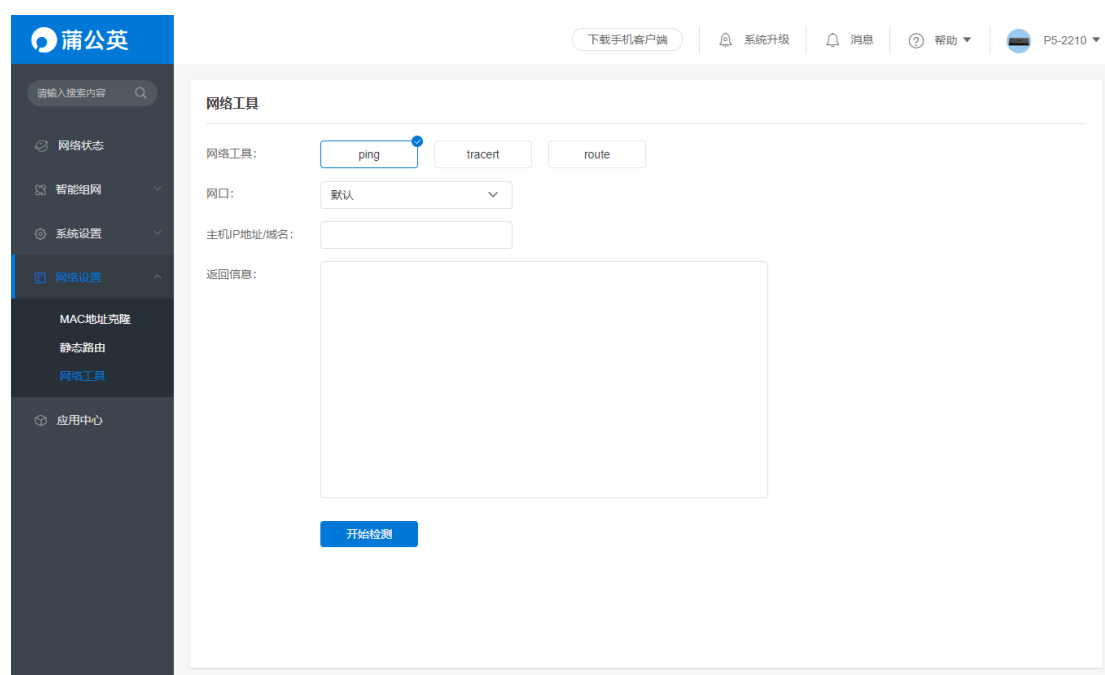 蒲公英
下载手机客户端
系统升级
消息
帮助
P5-2210
请输入搜索内容
网络状态
智能组网
系统设置
网络设置
MAC地址克隆
静态路由
网络工具
应用中心
网络工具
网络工具: ping tracert route
网口: 默认
主机IP地址/域名:
返回信息:
开始检测